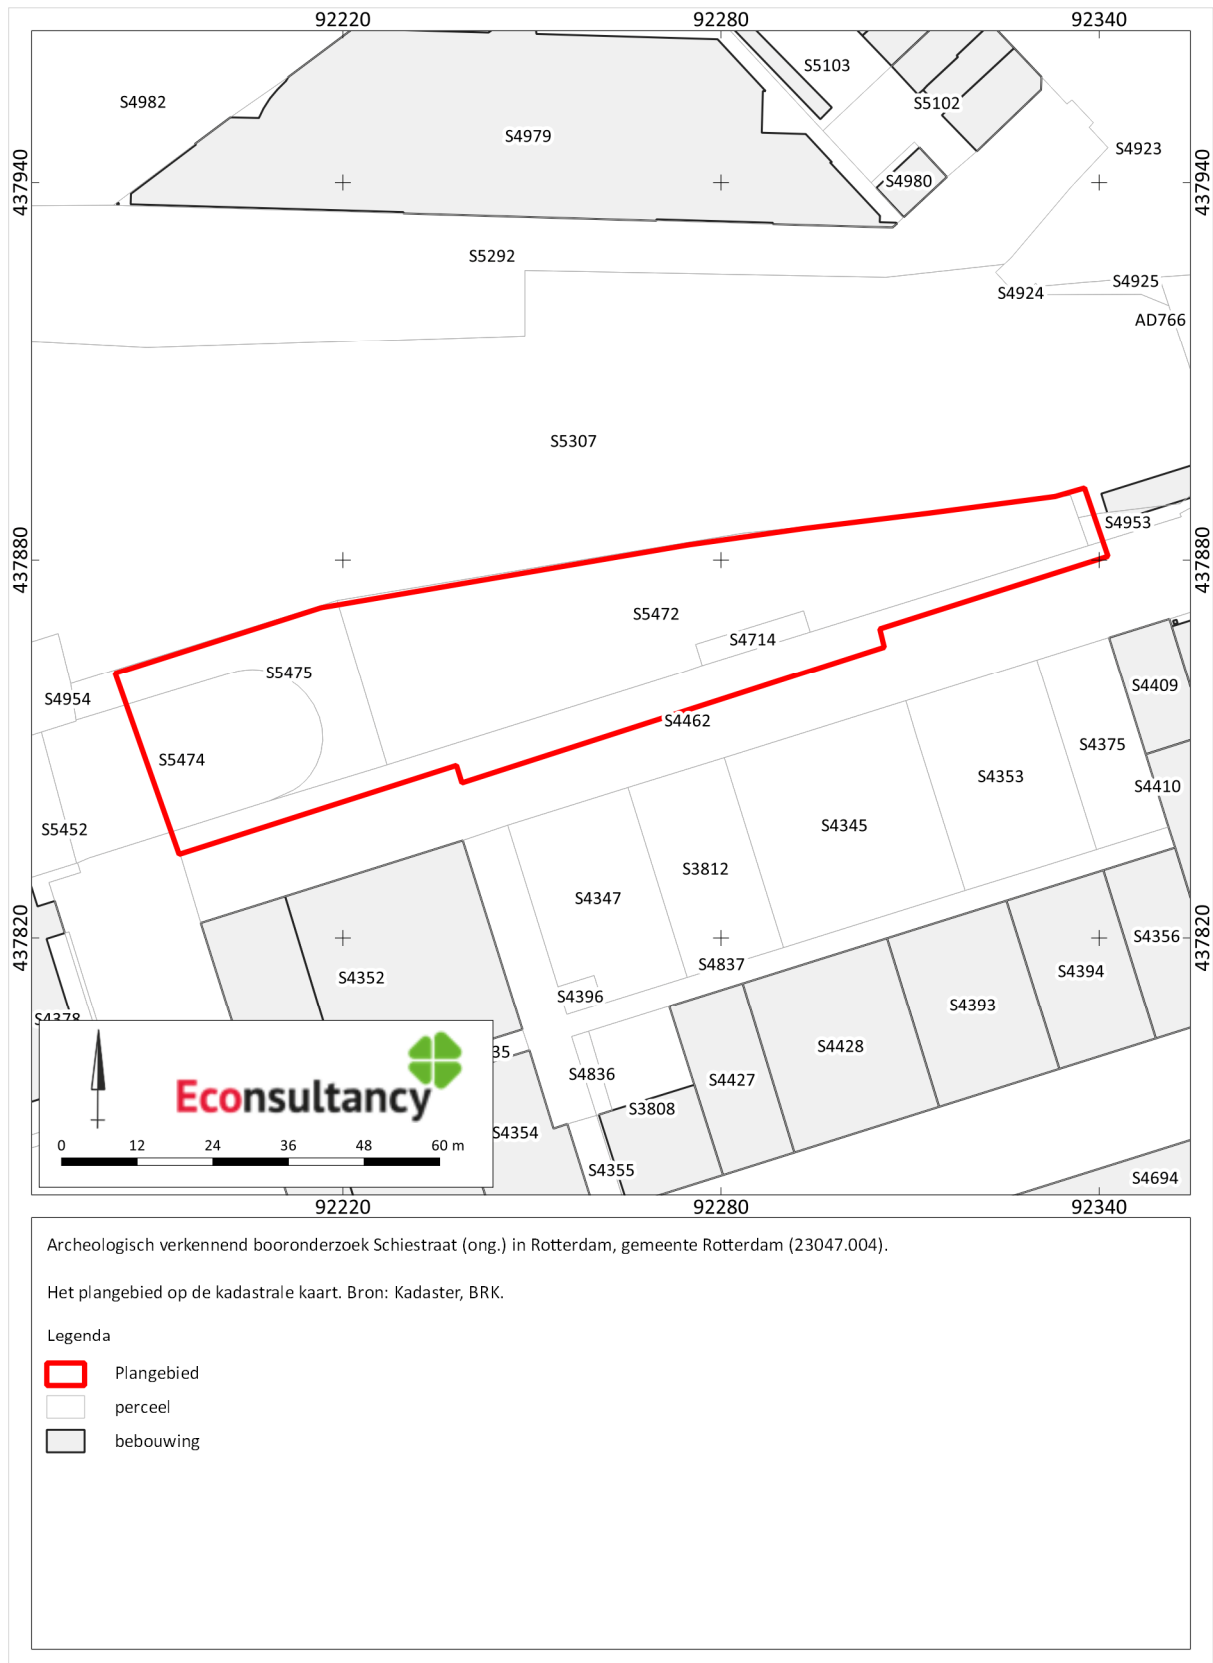 92220 92280 92340
S5103
S4982
S5102
S4979
S4923
437940
S4980
437940
S5292
S4925
S4924
AD766
S5307
S4953
437880
437880
S5472
S4714
S5475
S4409
S4954
S4462
S4375
S5474
S4353
S4410
S5452
S4345
S3812
S4347
437820
S4356
437820
S4837
S4394
S4352
S4396
S4393
S4378
S4428
35
S4836
S4427
Econsultancy
S3808
S4354
0 12 24 36 48 60 m
S4355
S4694
92220 92280 92340
Archeologisch verkennend booronderzoek Schiestraat (ong.) in Rotterdam, gemeente Rotterdam (23047.004).
Het plangebied op de kadastrale kaart. Bron: Kadaster, BRK.
Legenda
Plangebied
perceel
bebouwing